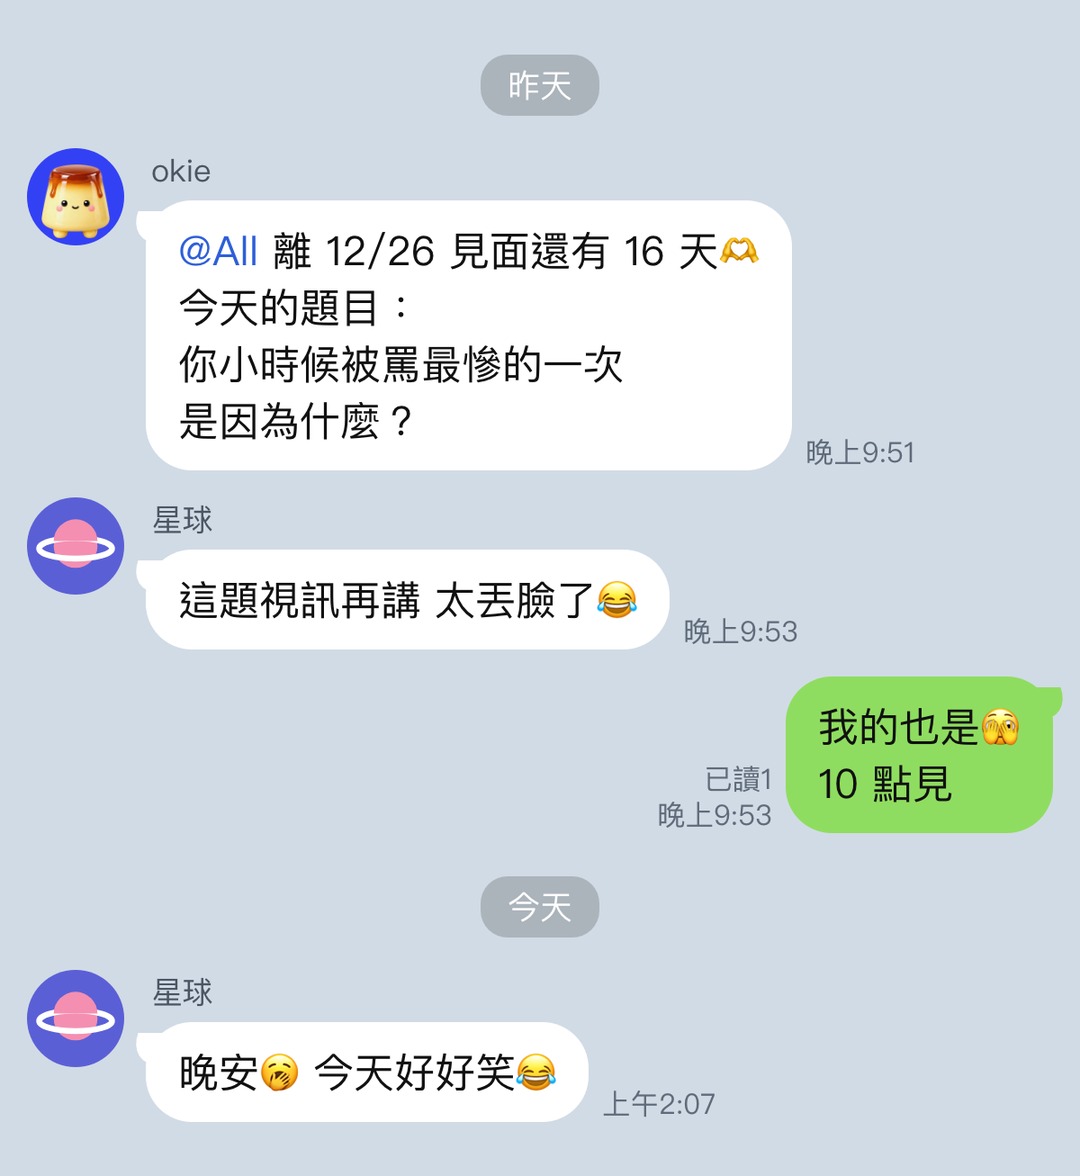 昨天
okie
@All 離 12/26 見面還有 16 天🫶
今天的題目：
你小時候被罵最慘的一次
是因為什麼？
晚上9:51
星球
這題視訊再講 太丟臉了😂
晚上9:53
我的也是🫣
10 點見
已讀1
晚上9:53
今天
星球
晚安🥱 今天好好笑😂
上午2:07